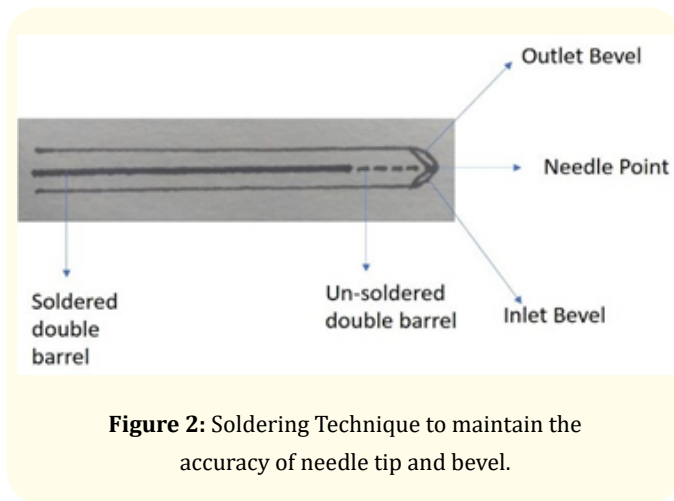 Outlet Bevel
Needle Point
Soldered
double
barrel
Un-soldered
double barrel
Inlet Bevel
Figure 2: Soldering Technique to maintain the
accuracy of needle tip and bevel.